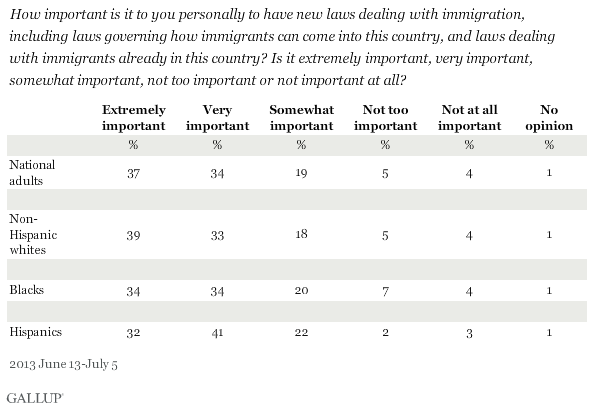 How important is it to you personally to have new laws dealing with immigration,
including laws governing how immigrants can come into this country, and laws dealing
with immigrants already in this country? Is it extremely important, very important,
somewhat important, not too important or not important at all?
Extremely important Very important Somewhat important Not too important Not at all important No opinion
% % % % % %
National adults 37 34 19 5 4 1
Non-Hispanic whites 39 33 18 5 4 1
Blacks 34 34 20 7 4 1
Hispanics 32 41 22 2 3 1
2013 June 13-July 5
GALLUP®